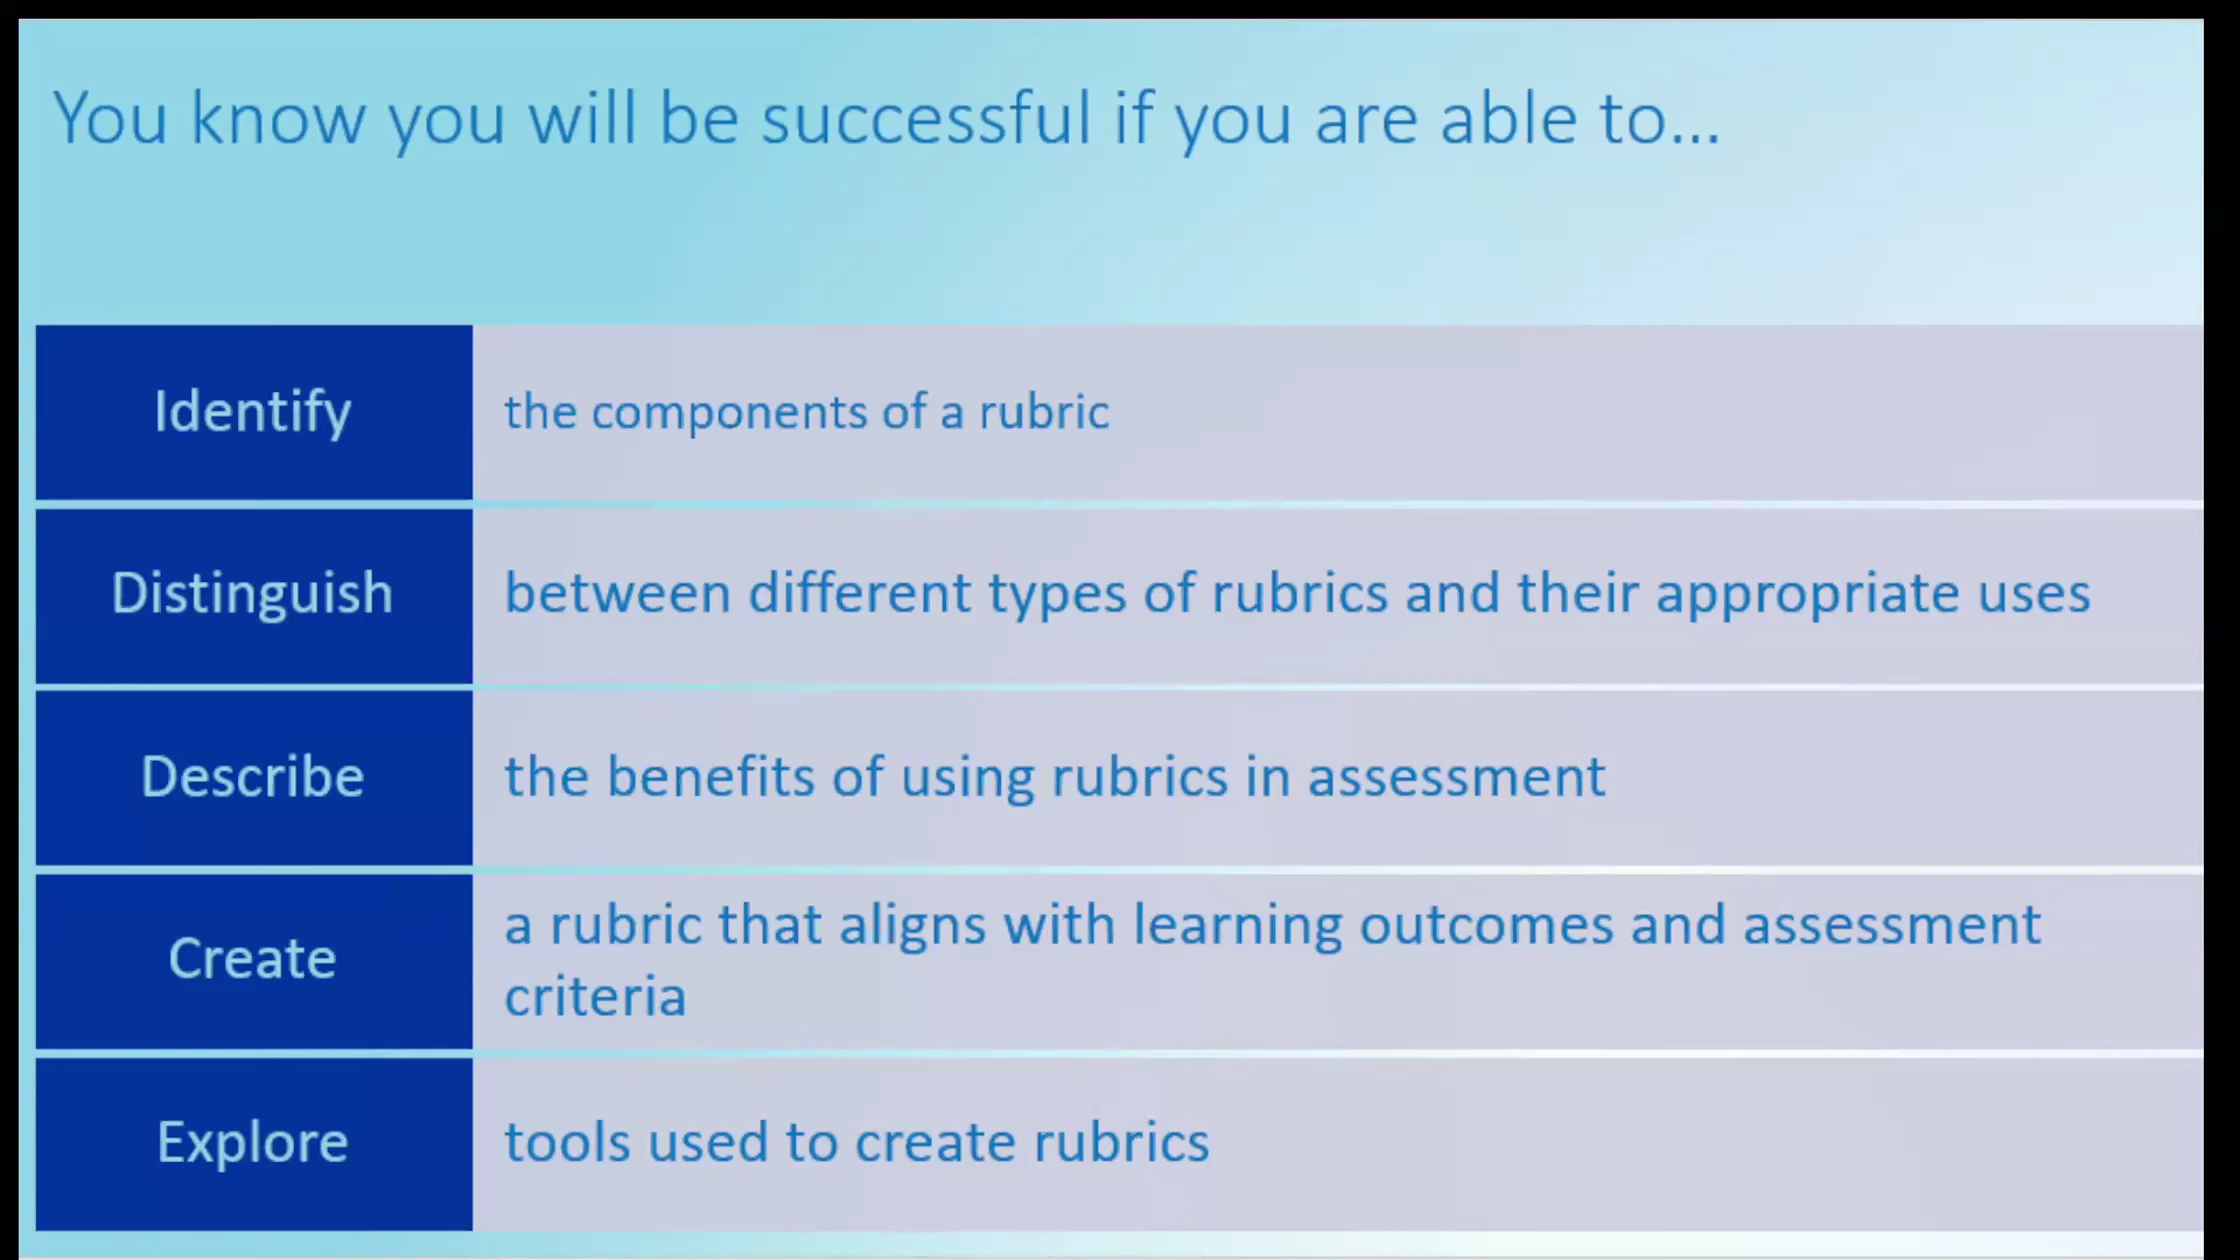 You know you will be successful if you are able to...
Identify
the components of a rubric
Distinguish
between different types of rubrics and their appropriate uses
Describe
the benefits of using rubrics in assessment
Create
a rubric that aligns with learning outcomes and assessment
criteria
Explore
tools used to create rubrics